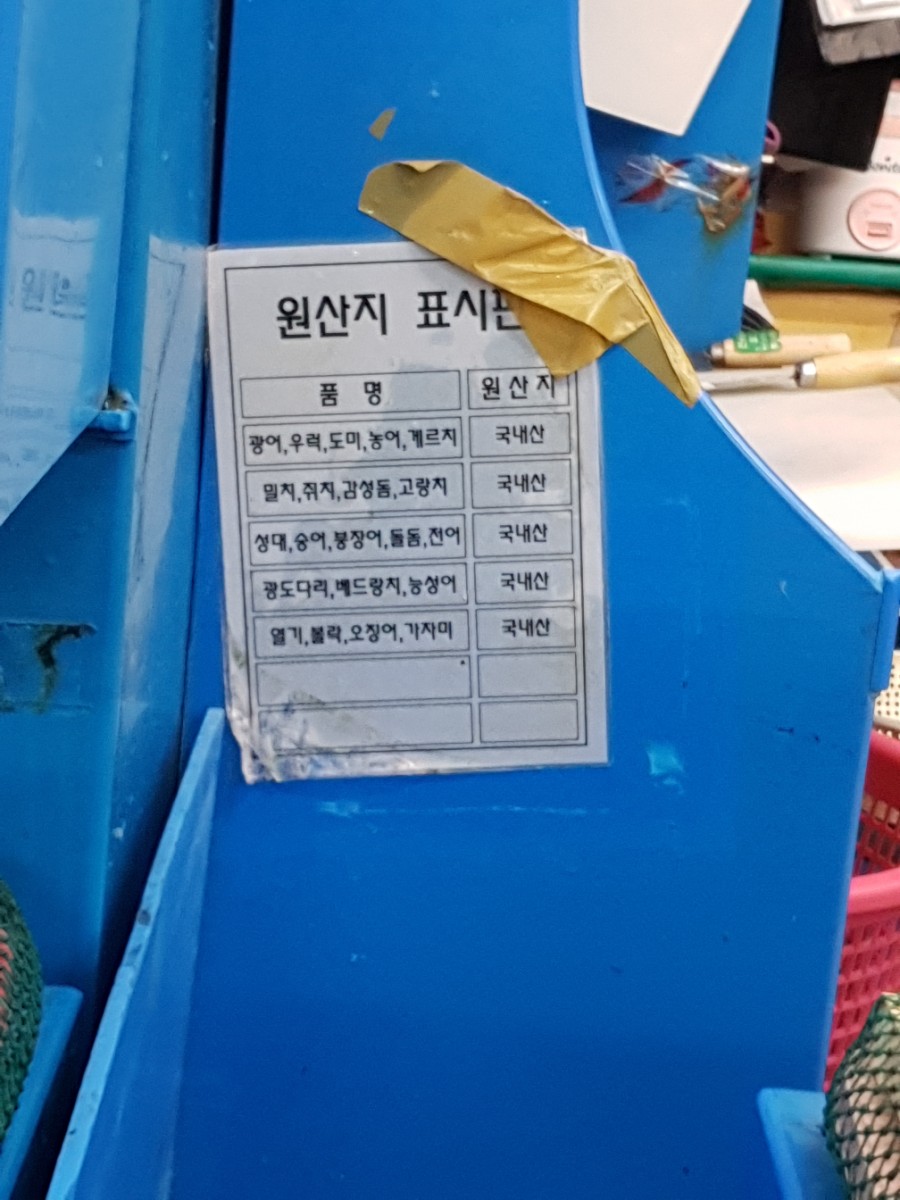 원산지 표시판
품 명 원 산 지
광어,우럭,도미,농어,게르치 국내산
밀치,쥐치,감성돔,고랑치 국내산
성대,숭어,붕장어,돌돔,전어 국내산
광도다리,베드랑치,능성어 국내산
열기,볼락,오징어,가자미 국내산